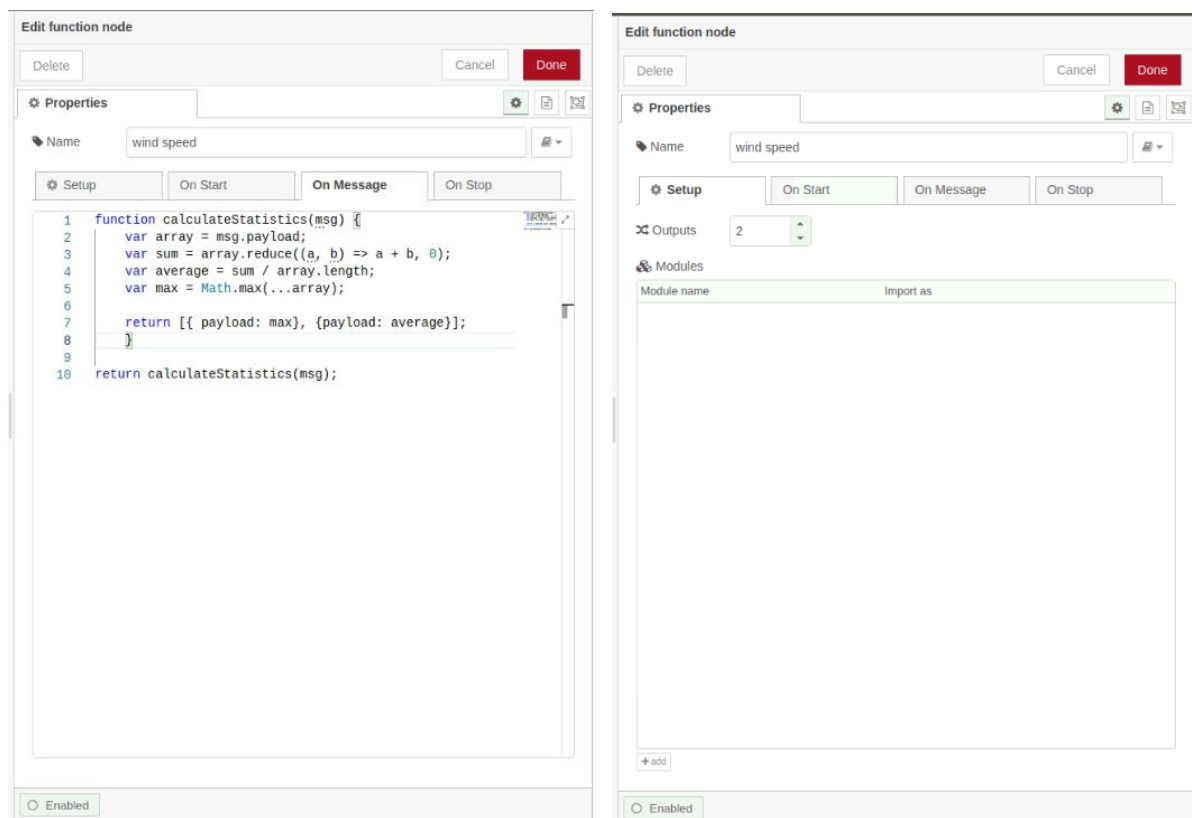 Edit function node
Delete Cancel Done
Properties
Name wind speed
Setup On Start On Message On Stop
1 function calculateStatistics(msg) {
2 var array = msg.payload;
3 var sum = array.reduce((a, b) => a + b, 0);
4 var average = sum / array.length;
5 var max = Math.max(...array);
6
7 return [{ payload: max}, {payload: average}];
8 }
9
10 return calculateStatistics(msg);
Enabled
Edit function node
Delete Cancel Done
Properties
Name wind speed
Setup On Start On Message On Stop
Outputs 2
Modules
Module name Import as
+ add
Enabled